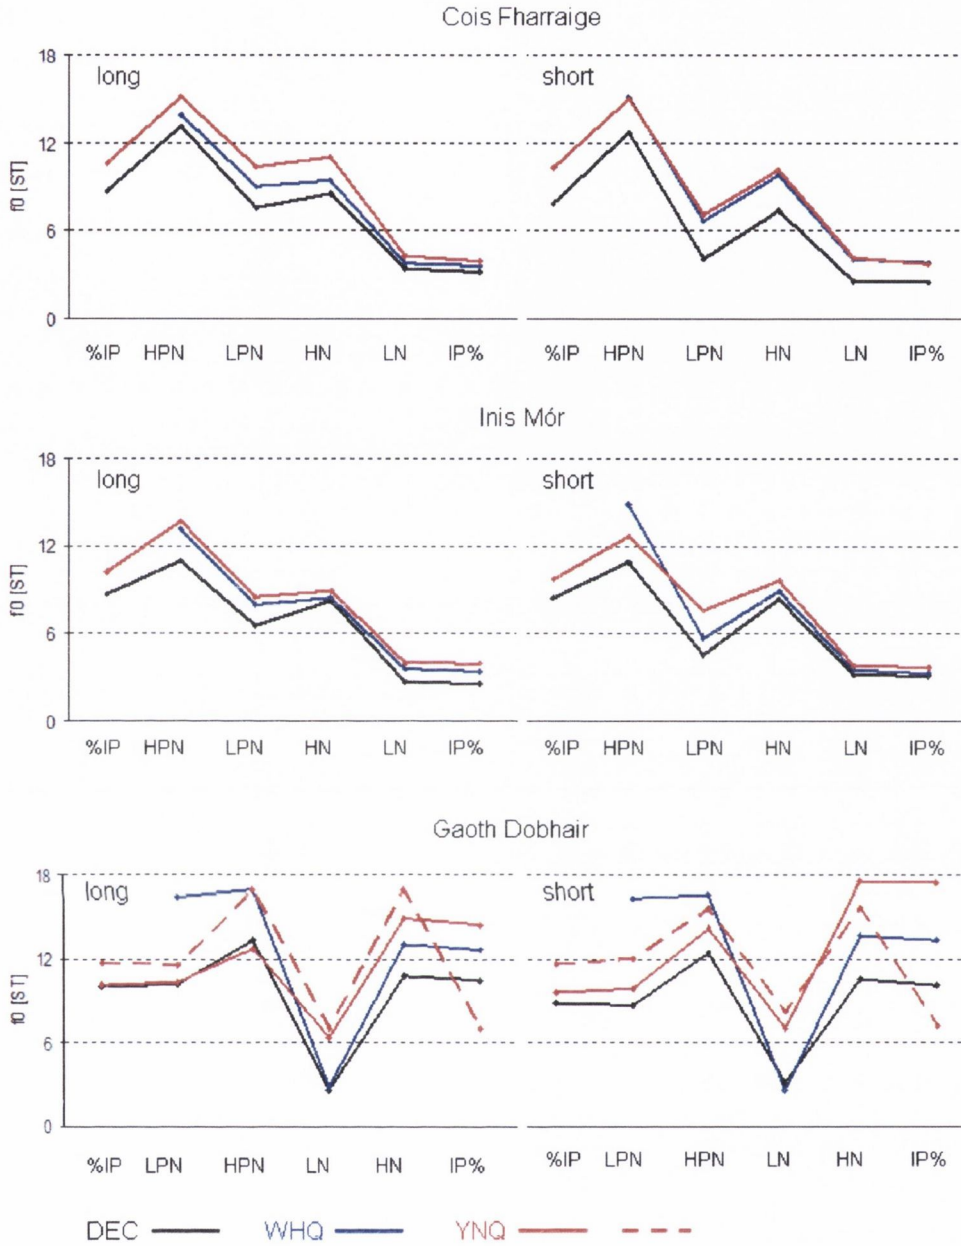 Cois Fharraige
18 long short
12
f0 [ST]
6
0
%IP HPN LPN HN LN IP% %IP HPN LPN HN LN IP%
Inis Mór
18 long short
12
f0 [ST]
6
0
%IP HPN LPN HN LN IP% %IP HPN LPN HN LN IP%
Gaoth Dobhair
18 long short
12
f0 [ST]
6
0
%IP LPN HPN LN HN IP% %IP LPN HPN LN HN IP%
DEC WHQ YNQ